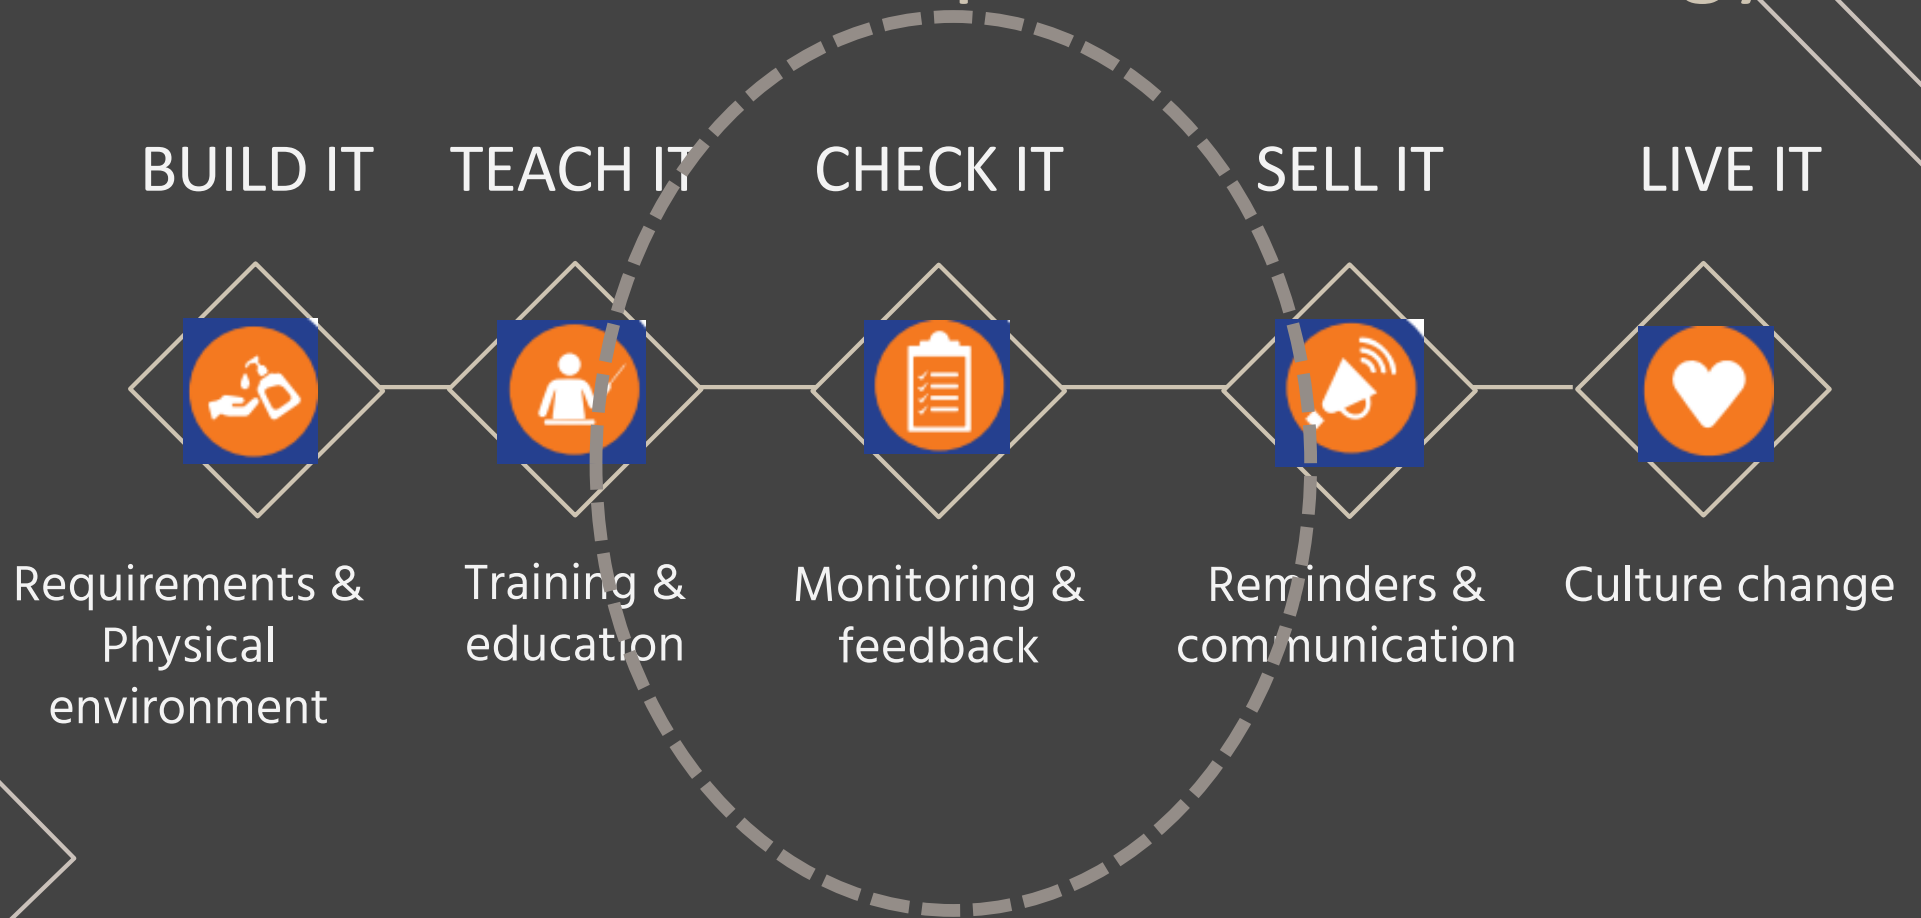 BUILD IT
TEACH IT
CHECK IT
SELL IT
LIVE IT
Requirements &
Physical
environment
Training &
education
Monitoring &
feedback
Reminders &
communication
Culture change